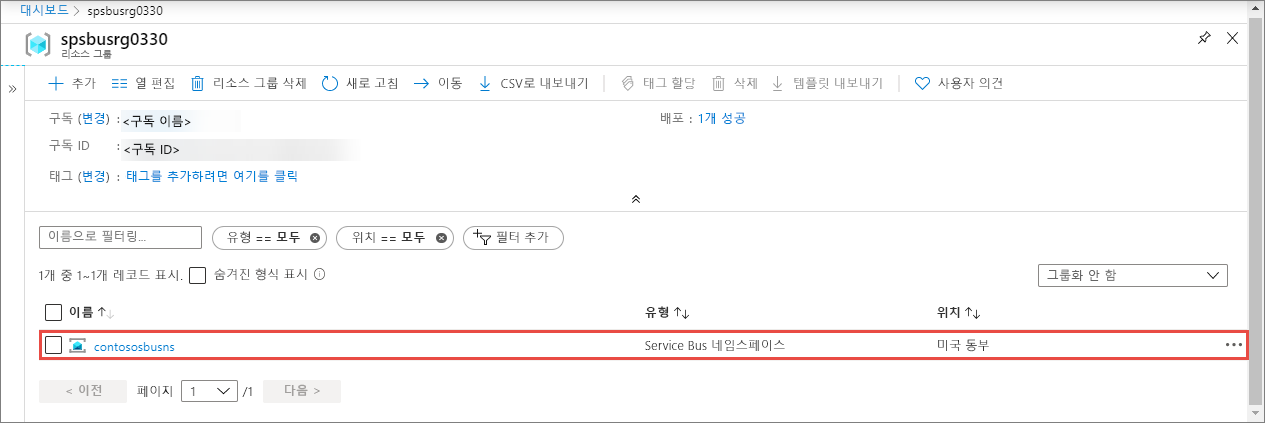 대시보드 > spsbusrg0330
spsbusrg0330
리소스 그룹
추가 열 편집 리소스 그룹 삭제 새로 고침 이동 CSV로 내보내기 태그 할당 삭제 템플릿 내보내기 사용자 의견
구독 (변경) : <구독 이름> 배포 : 1개 성공
구독 ID : <구독 ID>
태그 (변경) : 태그를 추가하려면 여기를 클릭
이름으로 필터링... 유형 == 모두 위치 == 모두 필터 추가
1개 중 1~1개 레코드 표시. 숨겨진 형식 표시 그룹화 안 함
이름 유형 위치
contososbusns Service Bus 네임스페이스 미국 동부
< 이전 페이지 1 /1 다음 >